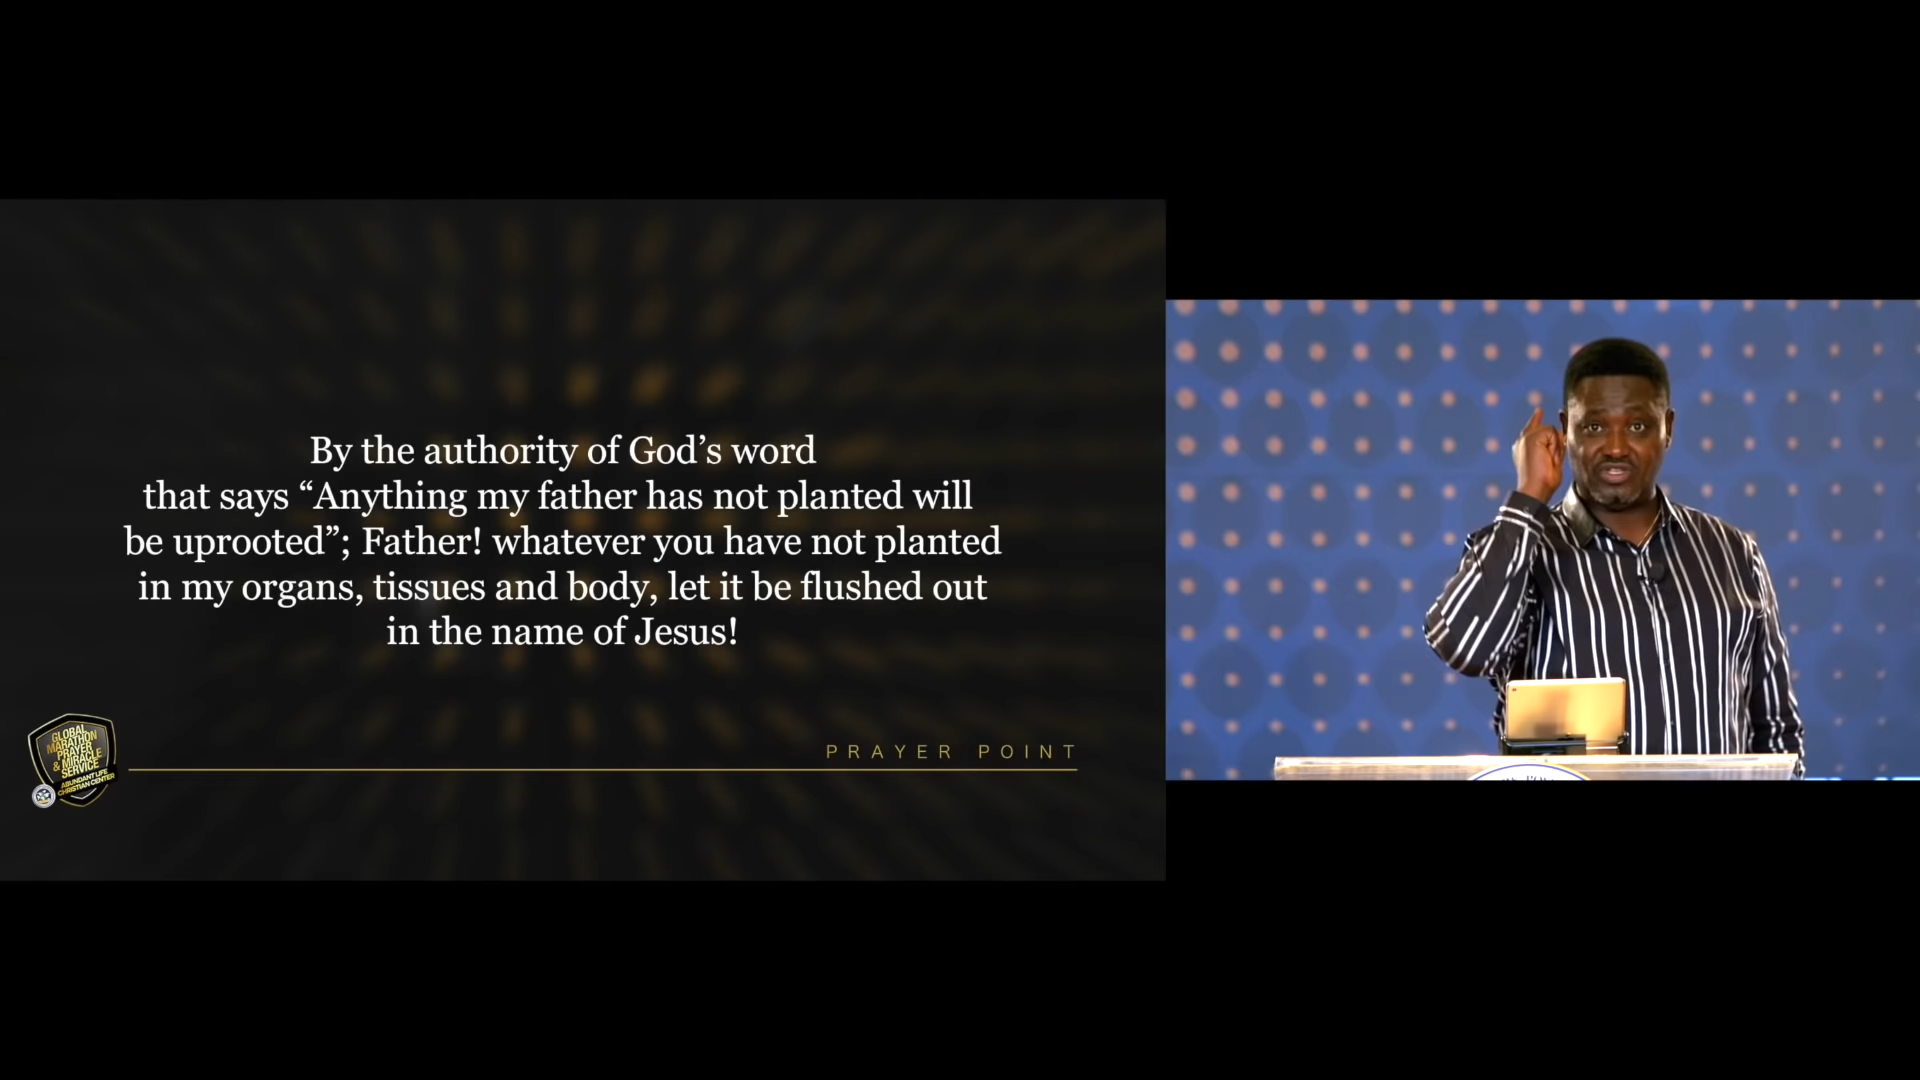 By the authority of God’s word
that says “Anything my father has not planted will
be uprooted”; Father! whatever you have not planted
in my organs, tissues and body, let it be flushed out
in the name of Jesus!
PRAYER POINT
GLOBAL
MARATHON
PRAYER
& MIRACLE
SERVICE
ABUNDANT LIFE
CHRISTIAN CENTER